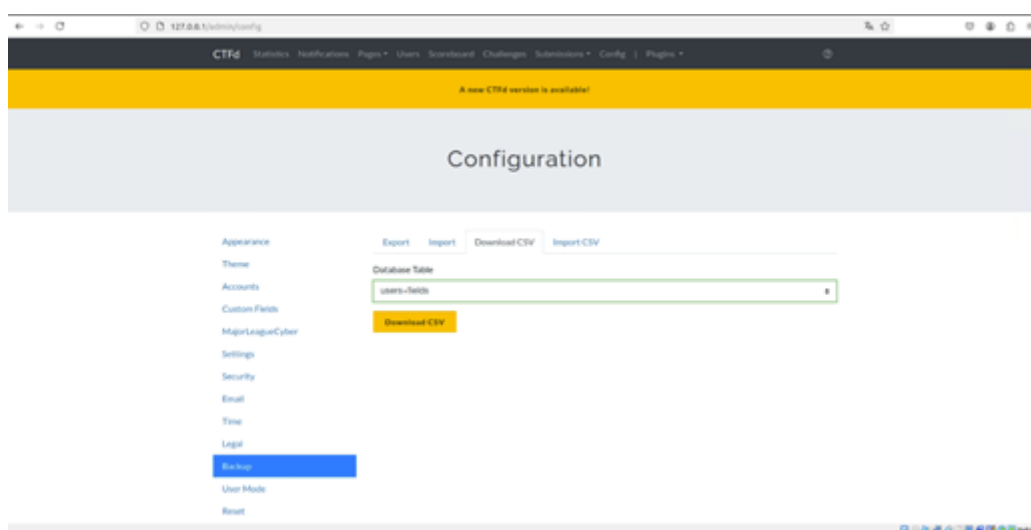 127.0.0.1/admin/config
CTFd Statistics Notifications Pages Users Scoreboard Challenges Submissions Config | Plugins
A new CTFd version is available!
Configuration
Appearance
Theme
Accounts
Custom Fields
MajorLeagueCyber
Settings
Security
Email
Time
Legal
Backup
User Mode
Reset
Export Import Download CSV Import CSV
Database Table
users+fields
Download CSV